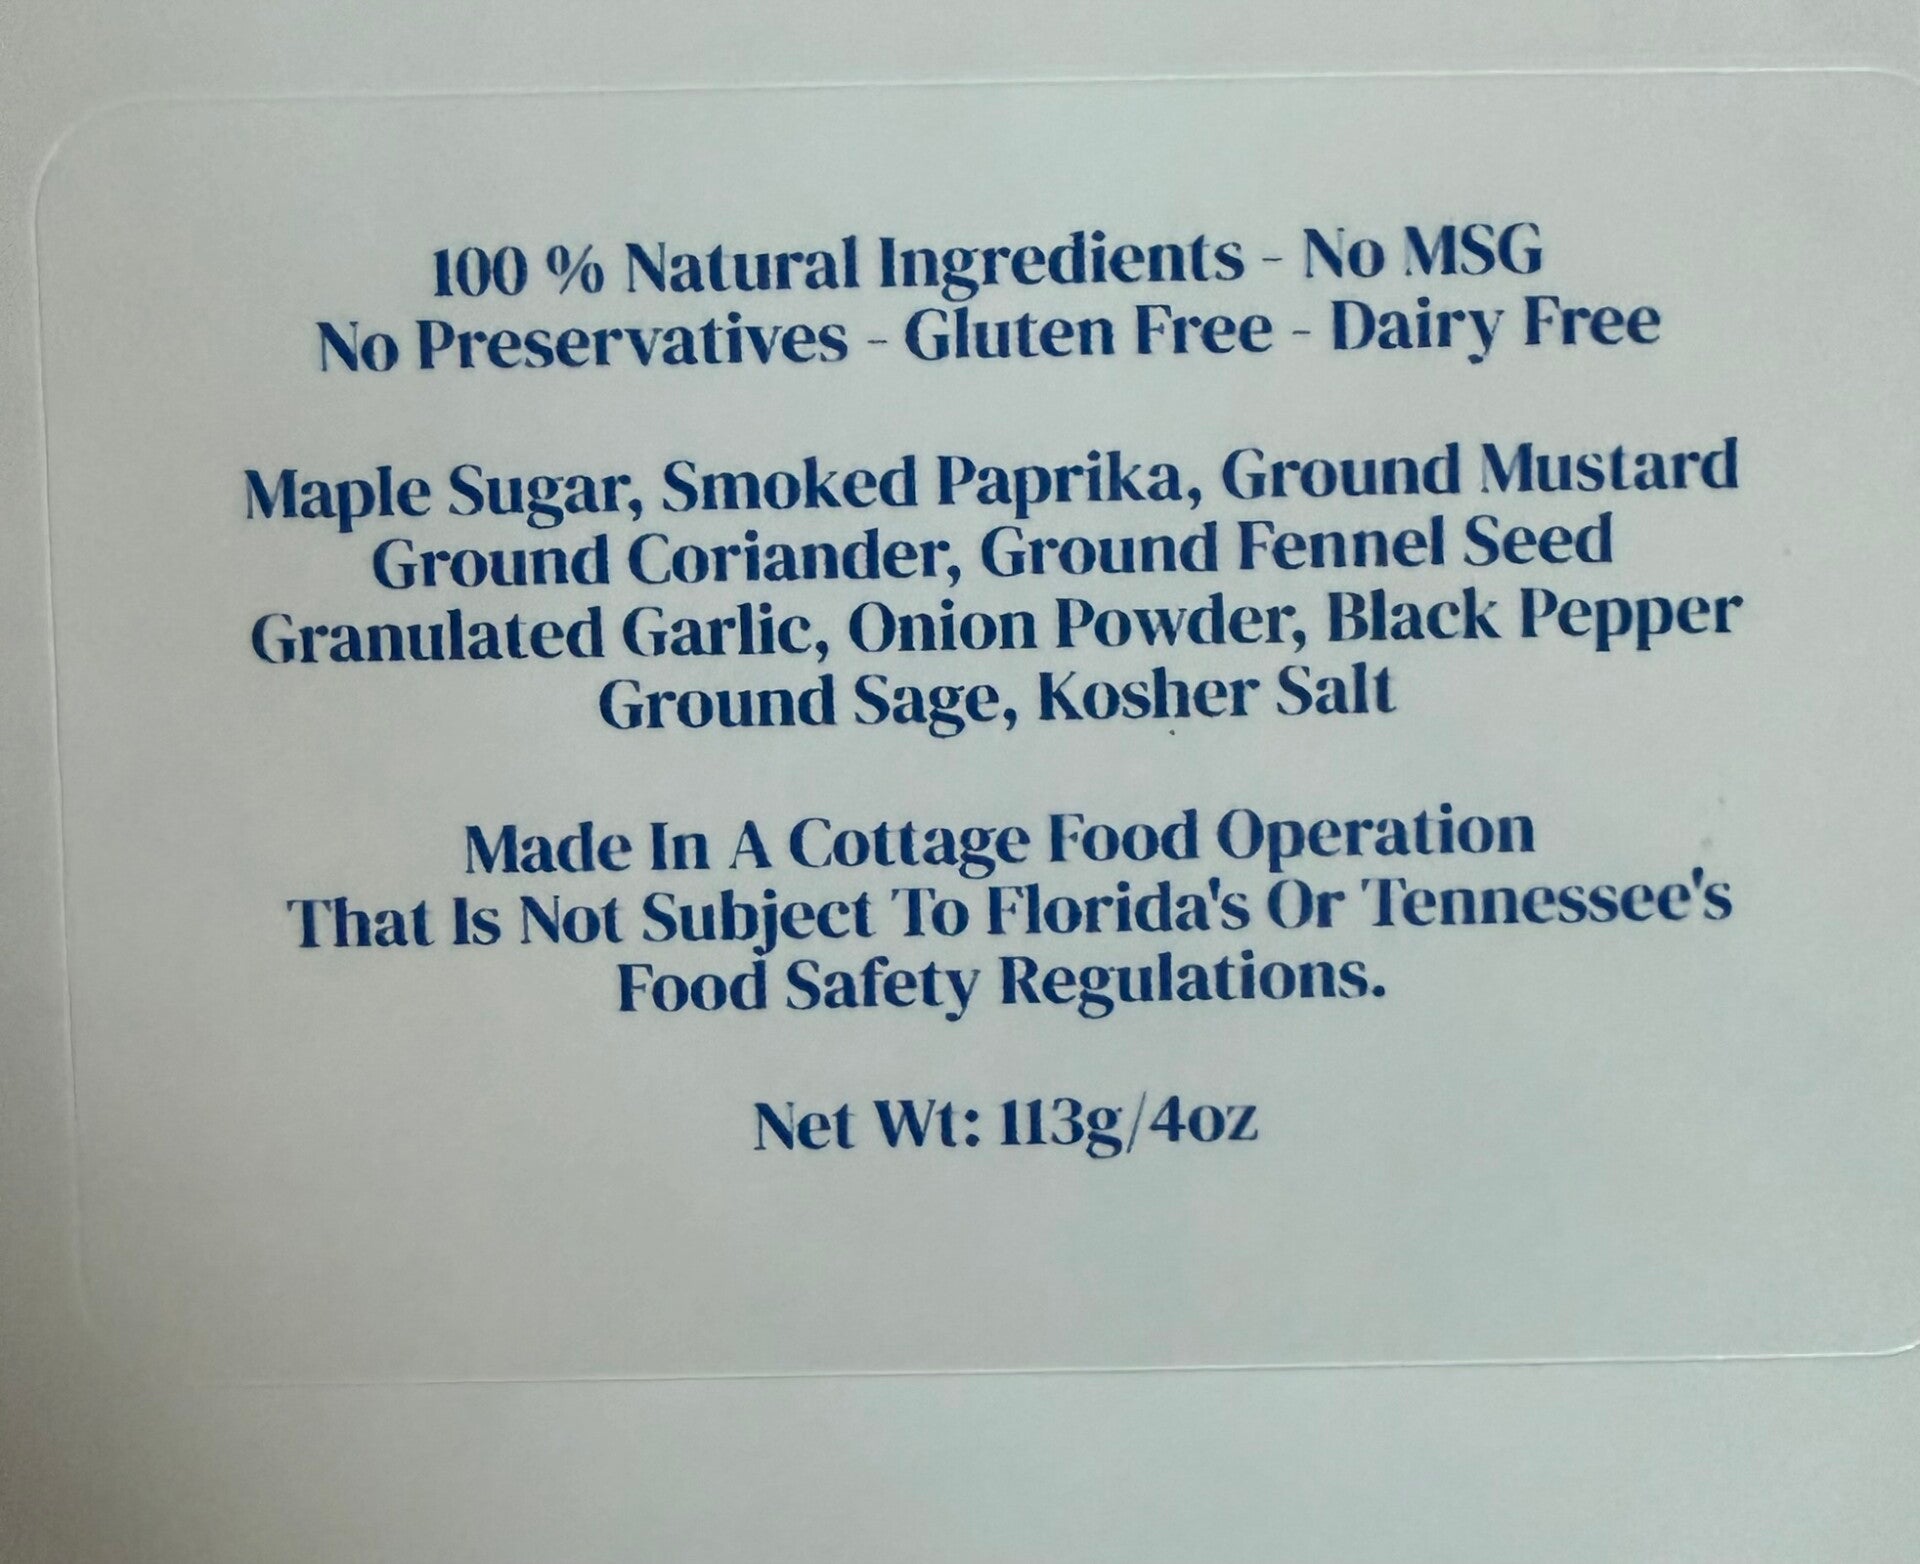 100 % Natural Ingredients - No MSG
No Preservatives - Gluten Free - Dairy Free
Maple Sugar, Smoked Paprika, Ground Mustard
Ground Coriander, Ground Fennel Seed
Granulated Garlic, Onion Powder, Black Pepper
Ground Sage, Kosher Salt
Made In A Cottage Food Operation
That Is Not Subject To Florida's Or Tennessee's
Food Safety Regulations.
Net Wt: 113g/4oz